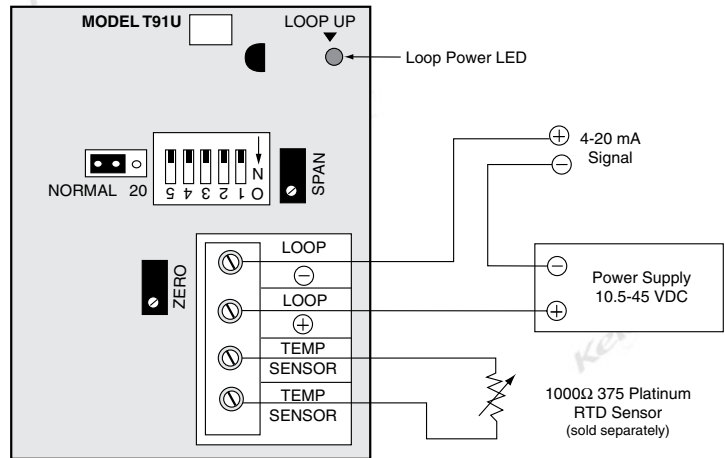 MODEL T91U
LOOP UP
Loop Power LED
NORMAL 20
5 4 3 2 1 O
N
SPAN
ZERO
LOOP
⊖
LOOP
⊕
TEMP
SENSOR
TEMP
SENSOR
⊕
⊖
4-20 mA
Signal
⊖
⊕
Power Supply
10.5-45 VDC
1000Ω 375 Platinum
RTD Sensor
(sold separately)